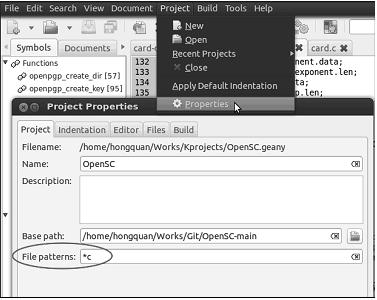 File Edit Search View Document Project Build Tools Help
New
Open
Recent Projects
Close
Apply Default Indentation
Properties
Symbols Documents card- card.c
Functions
openpgp_create_dir [57]
openpgp_create_key [95]
132 nent.data;
133 exponent.len;
134 .data;
135 p.len;
Project Properties
Project Indentation Editor Files Build
Filename: /home/hongquan/Works/Kprojects/OpenSC.geany
Name: OpenSC
Description:
Base path: /home/hongquan/Works/Git/OpenSC-main
File patterns: *c